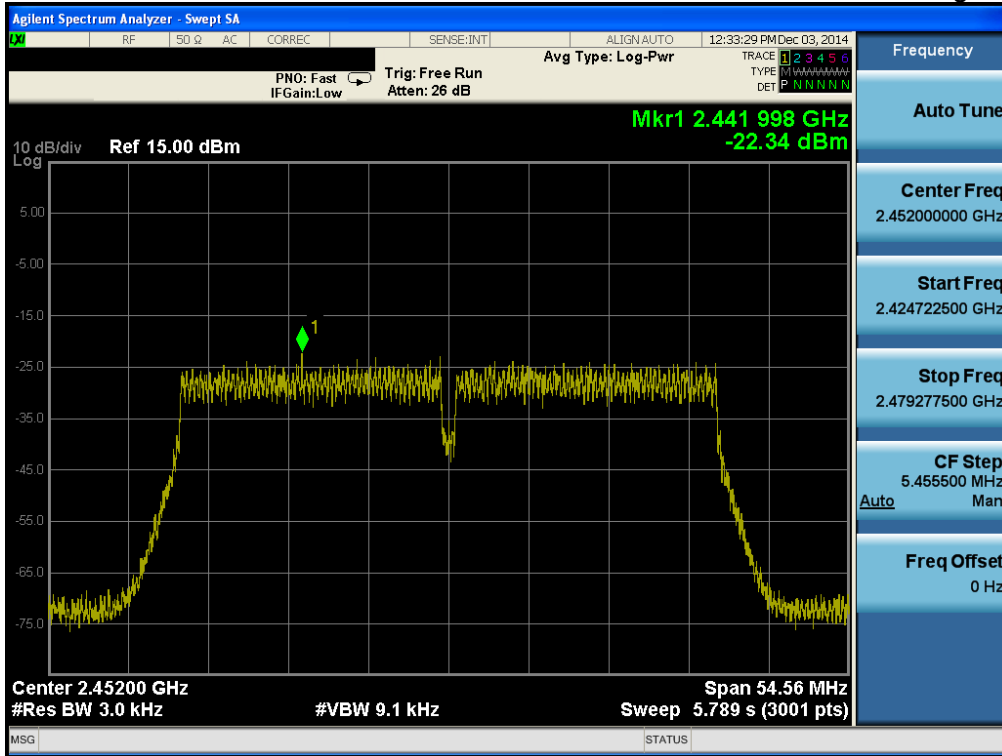 Agilent Spectrum Analyzer - Swept SA
LXI RF 50 Ω AC CORREC SENSE:INT ALIGN AUTO 12:33:29 PM Dec 03, 2014
Frequency
Avg Type: Log-Pwr
TRACE 1 2 3 4 5 6
PNO: Fast Trig: Free Run
TYPE M WWWWW
IFGain:Low Atten: 26 dB
DET P N N N N N
Auto Tune
Mkr1 2.441 998 GHz
-22.34 dBm
10 dB/div Ref 15.00 dBm
Log
Center Freq
2.452000000 GHz
5.00
-5.00
Start Freq
2.424722500 GHz
-15.0
1
-25.0
Stop Freq
2.479277500 GHz
-35.0
-45.0
CF Step
5.455500 MHz
Auto Man
-55.0
Freq Offset
0 Hz
-65.0
-75.0
Center 2.45200 GHz Span 54.56 MHz
#Res BW 3.0 kHz #VBW 9.1 kHz Sweep 5.789 s (3001 pts)
MSG STATUS